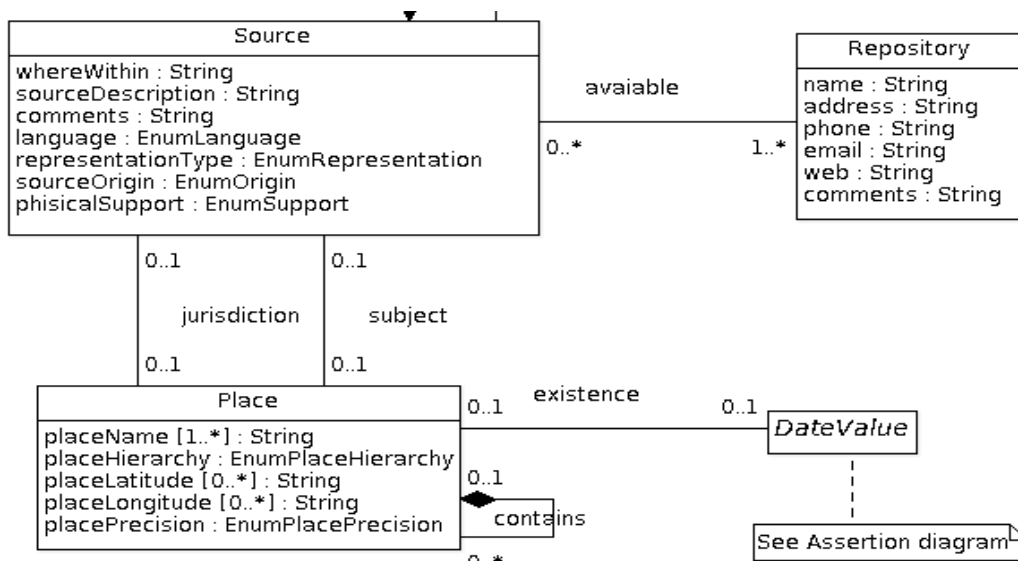 Source
whereWithin : String
sourceDescription : String
comments : String
language : EnumLanguage
representationType : EnumRepresentation
sourceOrigin : EnumOrigin
phisicalSupport : EnumSupport
avaiable
0..*
1..*
Repository
name : String
address : String
phone : String
email : String
web : String
comments : String
0..1
0..1
jurisdiction
subject
0..1
0..1
Place
placeName [1..*] : String
placeHierarchy : EnumPlaceHierarchy
placeLatitude [0..*] : String
placeLongitude [0..*] : String
placePrecision : EnumPlacePrecision
0..1
existence
0..1
DateValue
0..1
contains
0..*
See Assertion diagram